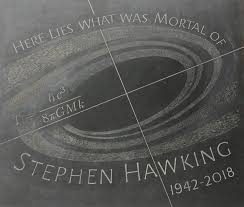 HERE LIES WHAT WAS MORTAL OF
T = ħc³
8πGMk
STEPHEN HAWKING
1942-2018